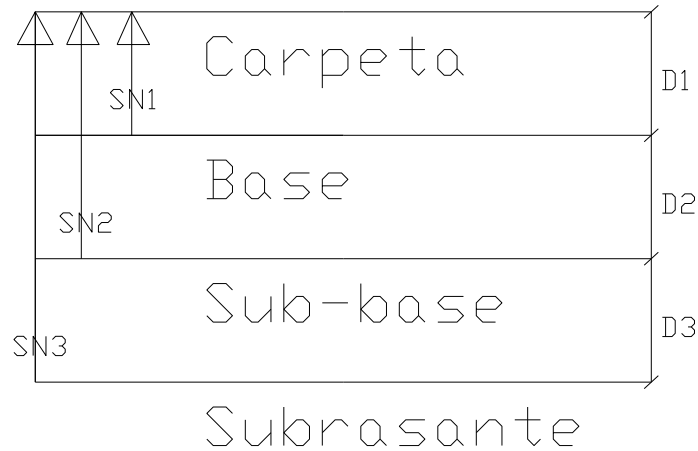 Carpeta
D1
SN1
Base
D2
SN2
Sub-base
D3
SN3
Subrasante